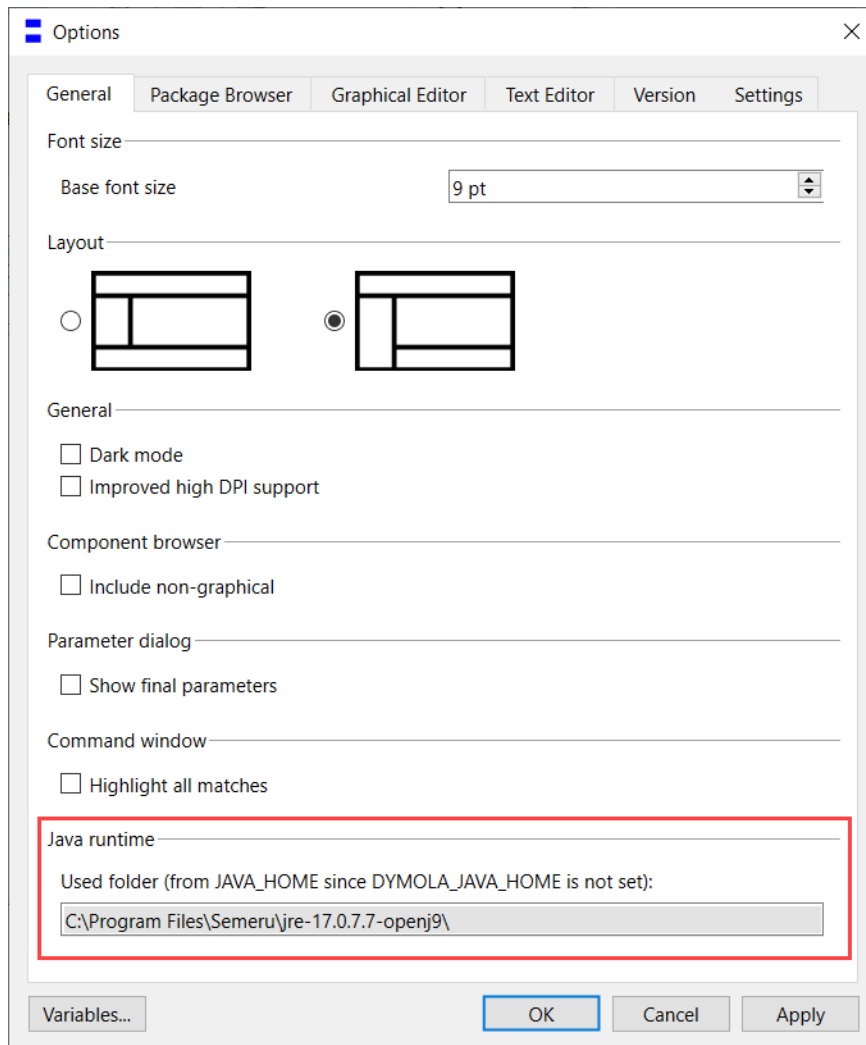 Options
General Package Browser Graphical Editor Text Editor Version Settings
Font size
Base font size 9 pt
Layout
General
Dark mode
Improved high DPI support
Component browser
Include non-graphical
Parameter dialog
Show final parameters
Command window
Highlight all matches
Java runtime
Used folder (from JAVA_HOME since DYMOLA_JAVA_HOME is not set):
C:\Program Files\Semeru\jre-17.0.7.7-openj9\
Variables... OK Cancel Apply